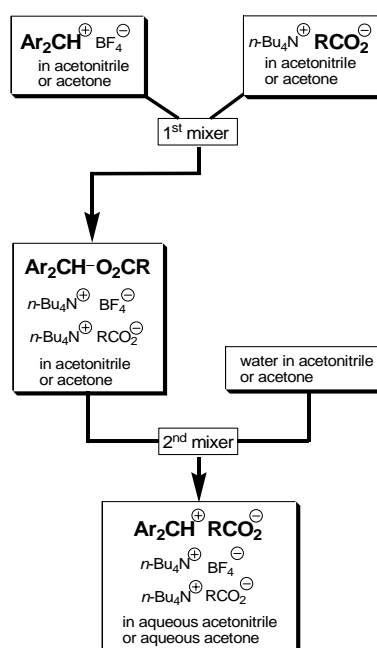 Ar₂CH⊕ BF₄⊖
in acetonitrile
or acetone
n-Bu₄N⊕ RCO₂⊖
in acetonitrile
or acetone
1st mixer
Ar₂CH–O₂CR
n-Bu₄N⊕ BF₄⊖
n-Bu₄N⊕ RCO₂⊖
in acetonitrile
or acetone
water in acetonitrile
or acetone
2nd mixer
Ar₂CH⊕ RCO₂⊖
n-Bu₄N⊕ BF₄⊖
n-Bu₄N⊕ RCO₂⊖
in aqueous acetonitrile
or aqueous acetone